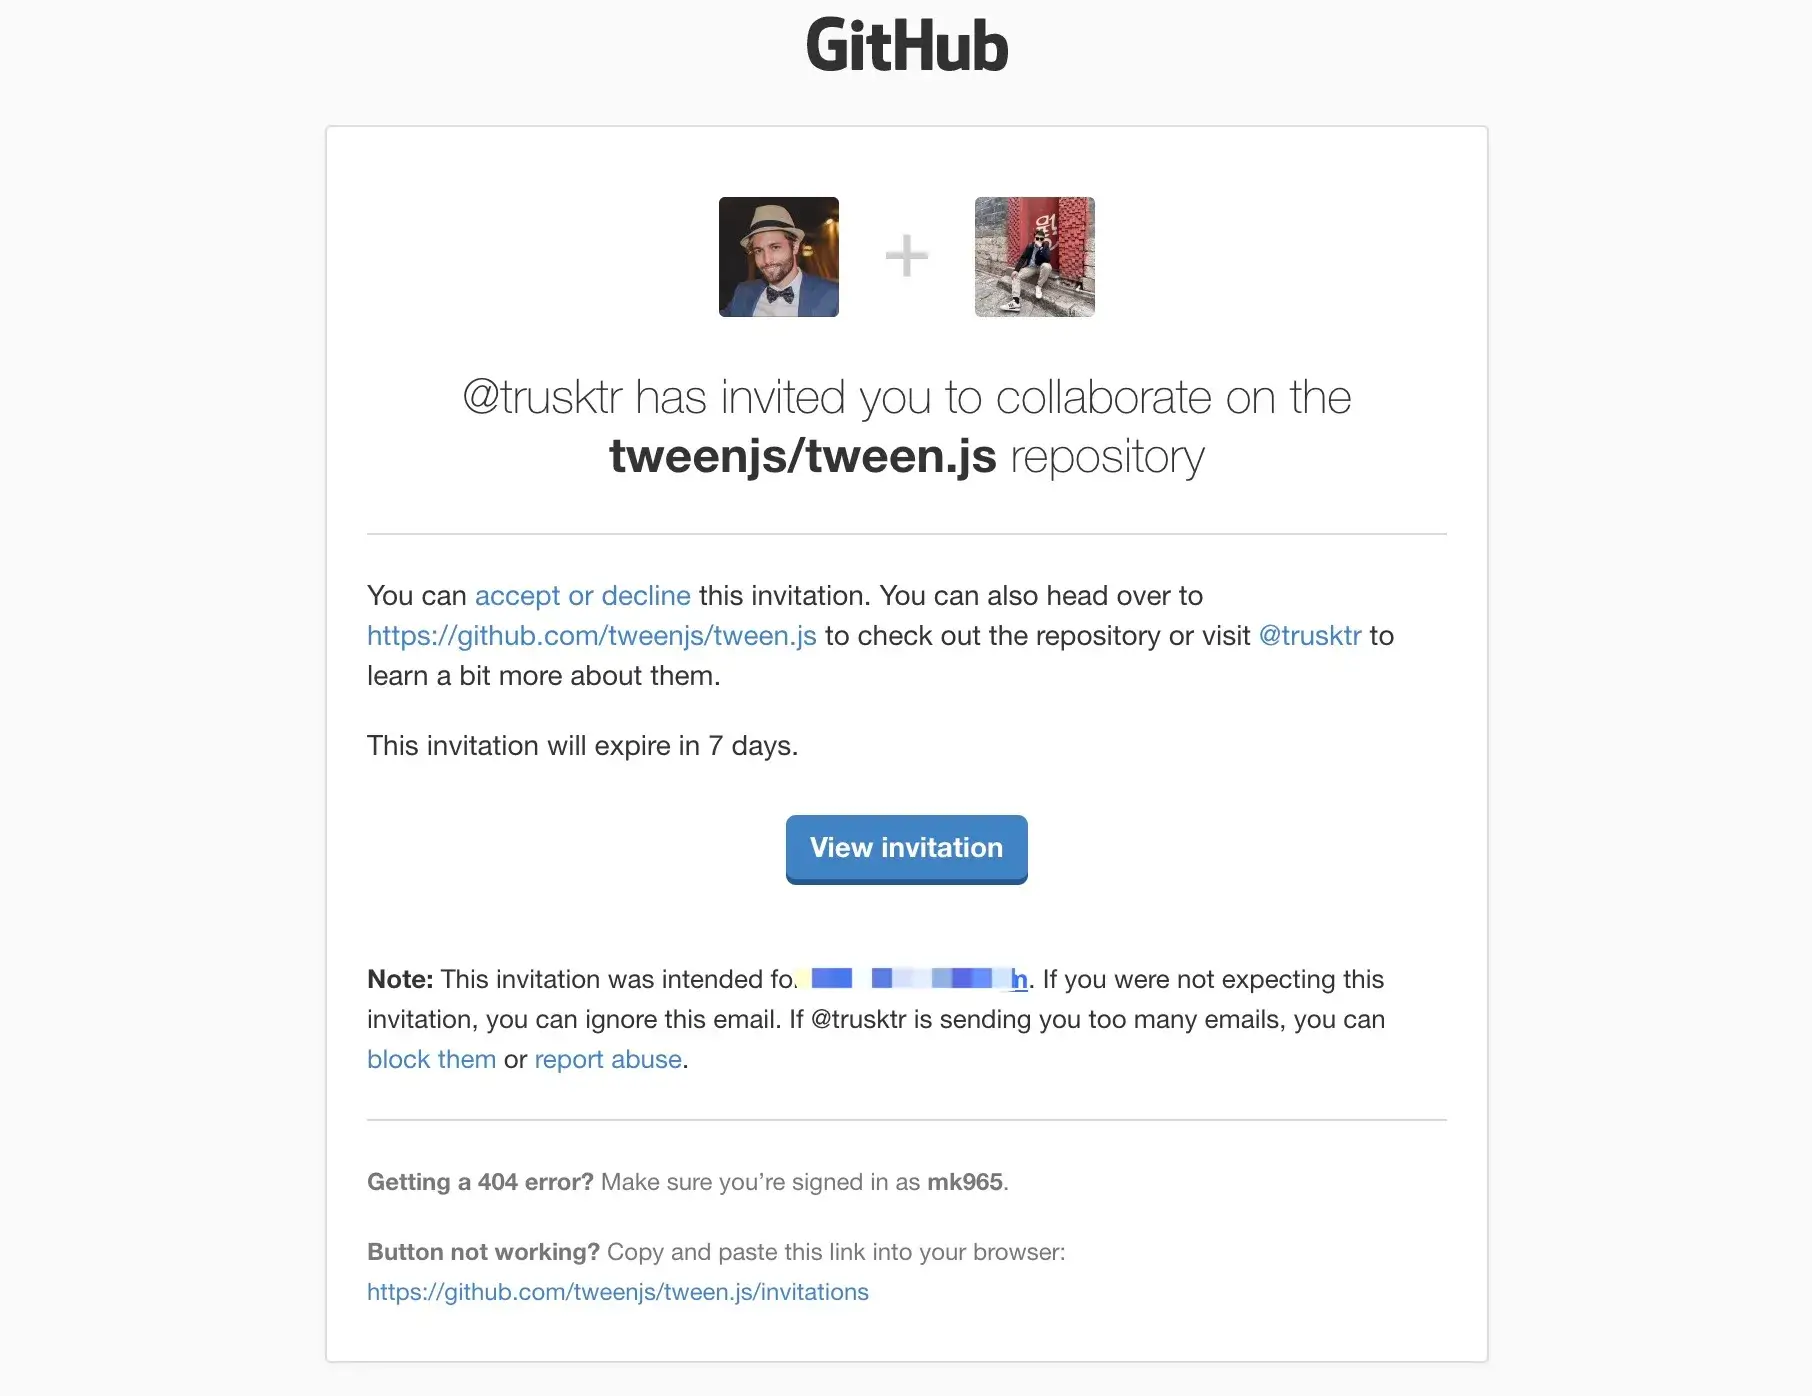 GitHub
@trusktr has invited you to collaborate on the
tweenjs/tween.js repository
You can accept or decline this invitation. You can also head over to
https://github.com/tweenjs/tween.js to check out the repository or visit @trusktr to
learn a bit more about them.
This invitation will expire in 7 days.
View invitation
Note: This invitation was intended n. If you were not expecting this
invitation, you can ignore this email. If @trusktr is sending you too many emails, you can
block them or report abuse.
Getting a 404 error? Make sure you’re signed in as mk965.
Button not working? Copy and paste this link into your browser:
https://github.com/tweenjs/tween.js/invitations